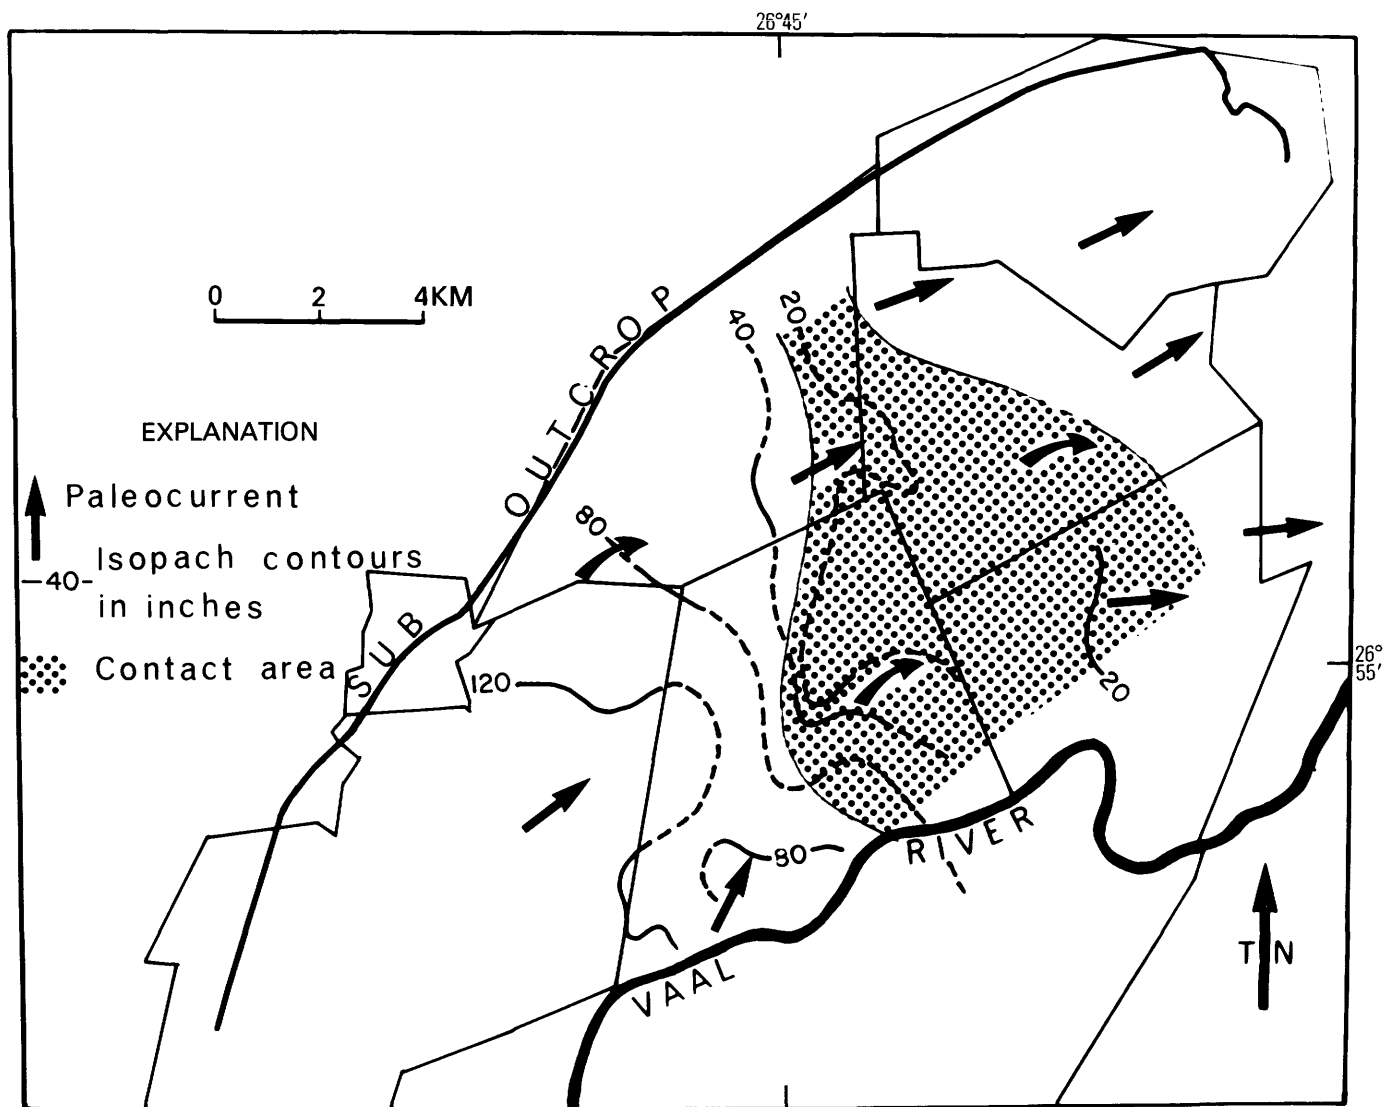 26°45'
0 2 4KM
SUB OUTCROP
20
40
EXPLANATION
Paleocurrent
80
Isopach contours
—40—
in inches
Contact area
26°
55'
120
20
80
VAAL RIVER
TN